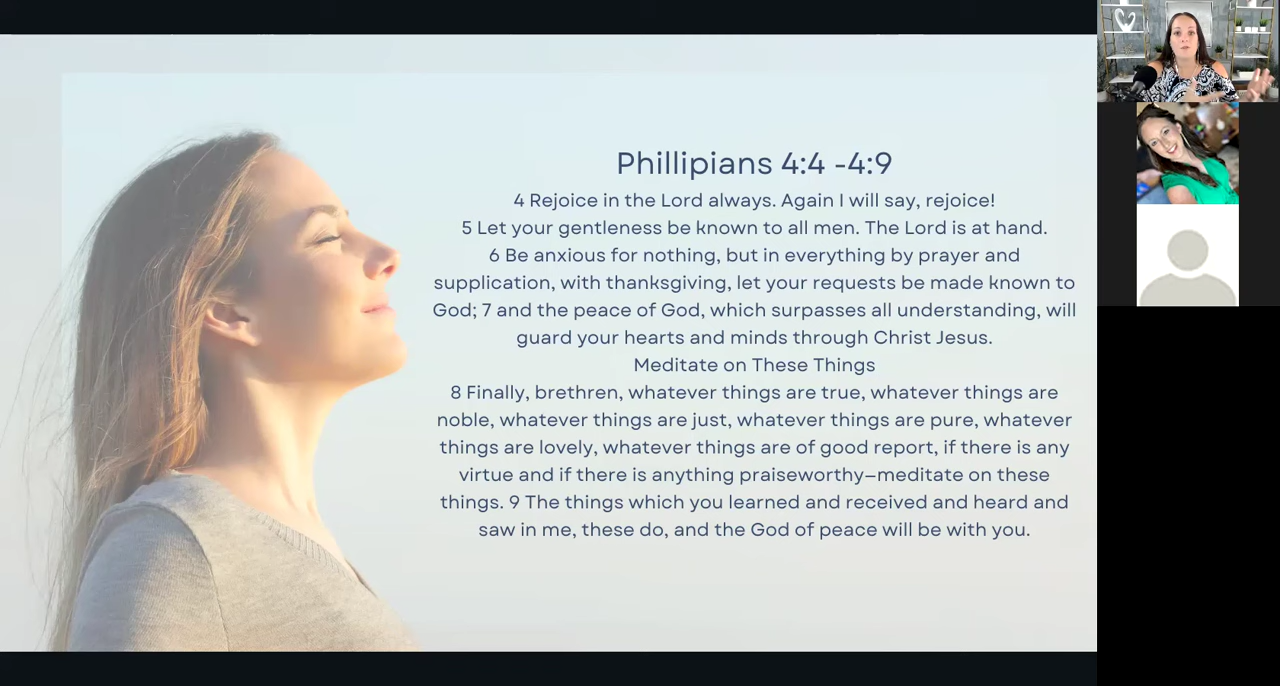 Phillipians 4:4 -4:9
4 Rejoice in the Lord always. Again I will say, rejoice!
5 Let your gentleness be known to all men. The Lord is at hand.
6 Be anxious for nothing, but in everything by prayer and
supplication, with thanksgiving, let your requests be made known to
God; 7 and the peace of God, which surpasses all understanding, will
guard your hearts and minds through Christ Jesus.
Meditate on These Things
8 Finally, brethren, whatever things are true, whatever things are
noble, whatever things are just, whatever things are pure, whatever
things are lovely, whatever things are of good report, if there is any
virtue and if there is anything praiseworthy—meditate on these
things. 9 The things which you learned and received and heard and
saw in me, these do, and the God of peace will be with you.